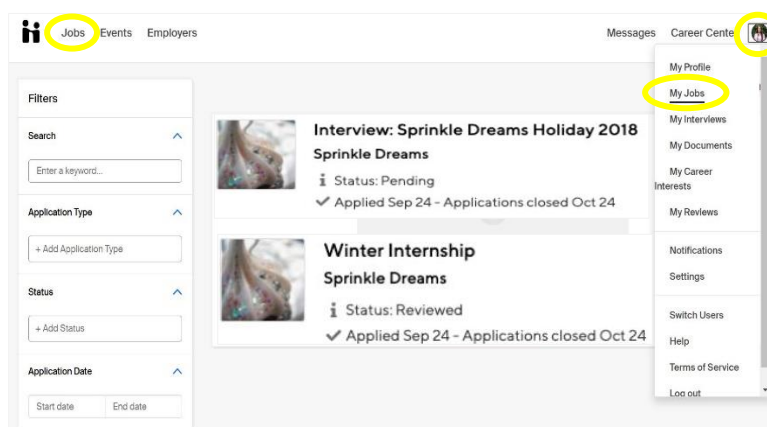 Jobs Events Employers Messages Career Cente
Filters
Search
Enter a keyword...
Application Type
+ Add Application Type
Status
+ Add Status
Application Date
Start date End date
Interview: Sprinkle Dreams Holiday 2018
Sprinkle Dreams
Status: Pending
Applied Sep 24 - Applications closed Oct 24
Winter Internship
Sprinkle Dreams
Status: Reviewed
Applied Sep 24 - Applications closed Oct 24
My Profile
My Jobs
My Interviews
My Documents
My Career
Interests
My Reviews
Notifications
Settings
Switch Users
Help
Terms of Service
Log out